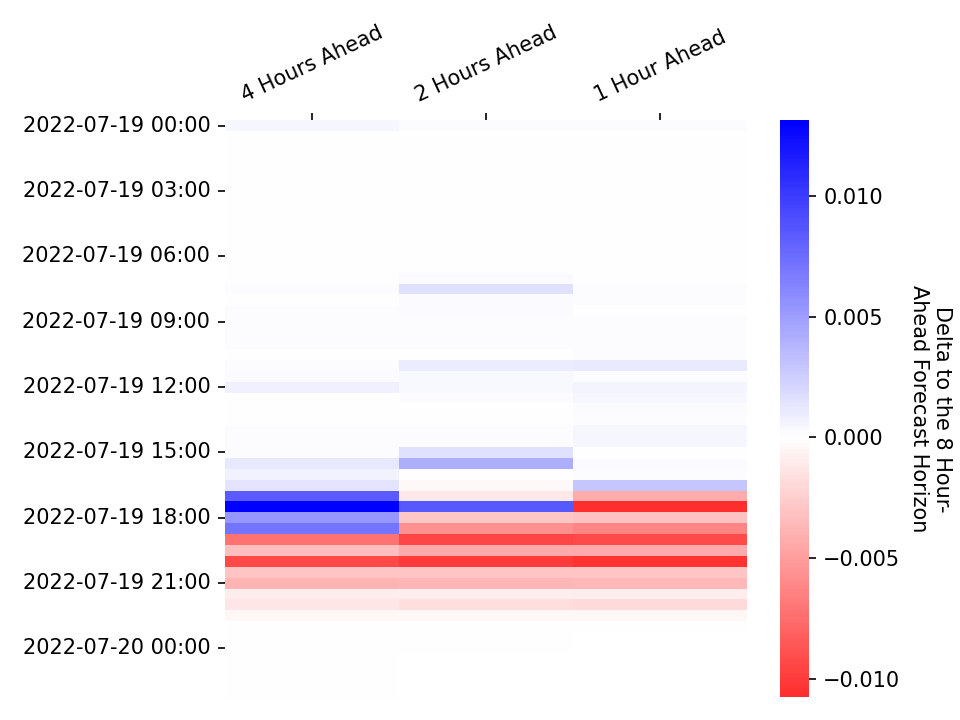 4 Hours Ahead
2 Hours Ahead
1 Hour Ahead
2022-07-19 00:00
2022-07-19 03:00
2022-07-19 06:00
2022-07-19 09:00
2022-07-19 12:00
2022-07-19 15:00
2022-07-19 18:00
2022-07-19 21:00
2022-07-20 00:00
0.010
0.005
0.000
−0.005
−0.010
Delta to the 8 Hour-
Ahead Forecast Horizon